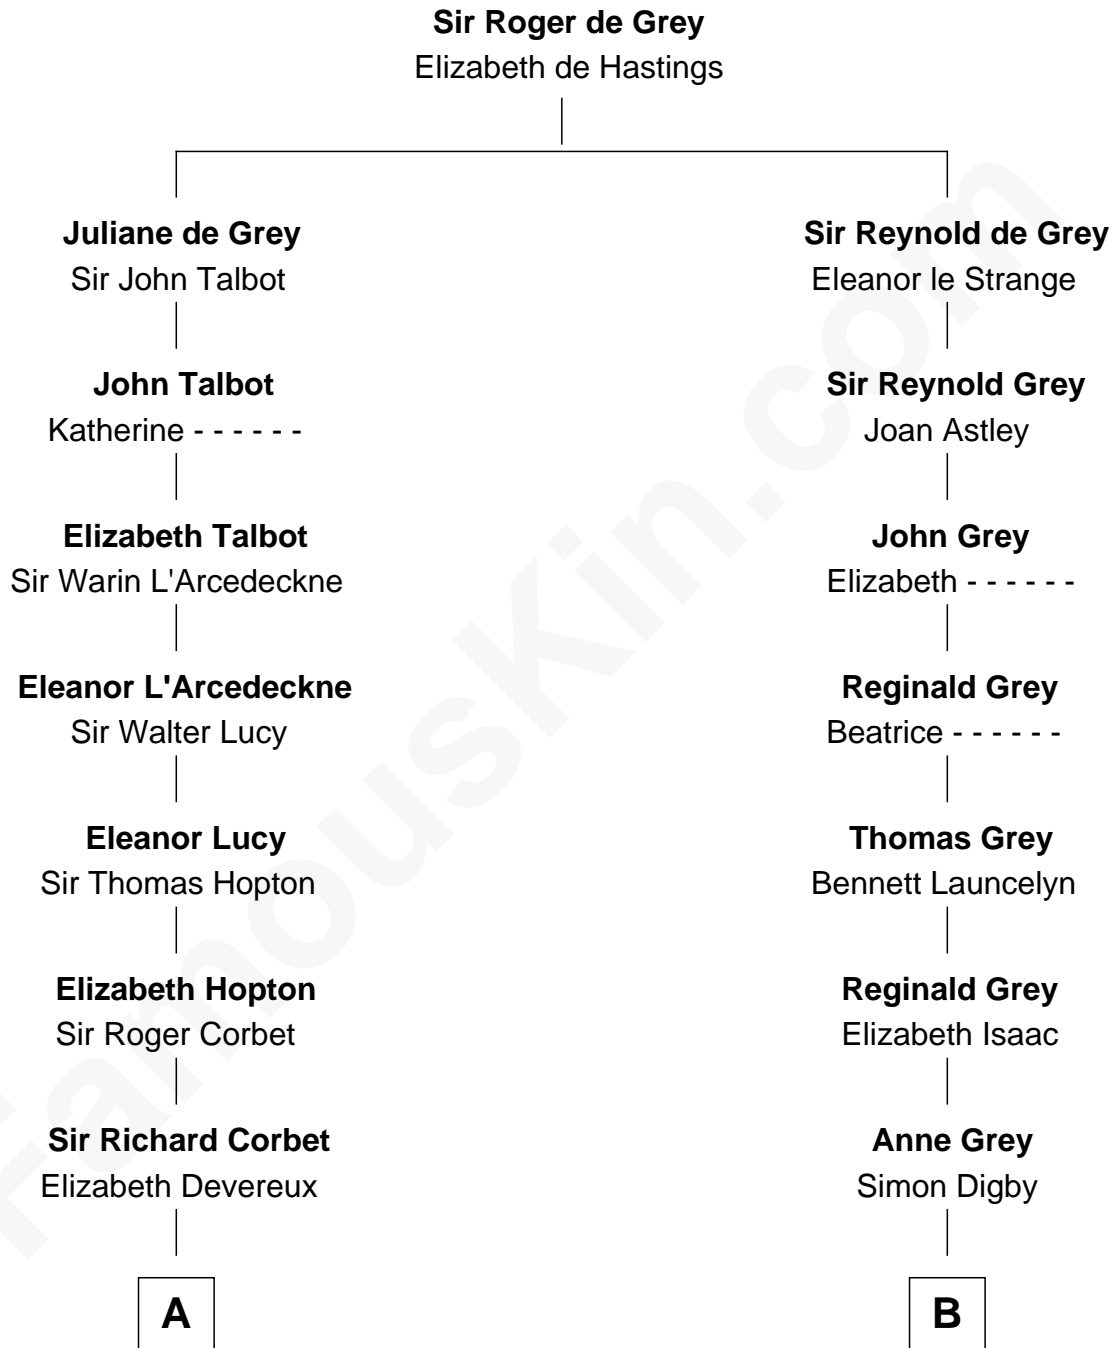 Sir Roger de Grey
Elizabeth de Hastings
Juliane de Grey
Sir John Talbot
Sir Reynold de Grey
Eleanor le Strange
John Talbot
Katherine - - - - - -
Sir Reynold Grey
Joan Astley
Elizabeth Talbot
Sir Warin L'Arcedeckne
John Grey
Elizabeth - - - - - -
Eleanor L'Arcedeckne
Sir Walter Lucy
Reginald Grey
Beatrice - - - - - -
Eleanor Lucy
Sir Thomas Hopton
Thomas Grey
Bennett Launcelyn
Elizabeth Hopton
Sir Roger Corbet
Reginald Grey
Elizabeth Isaac
Sir Richard Corbet
Elizabeth Devereux
Anne Grey
Simon Digby
A
B
FamousKin.com